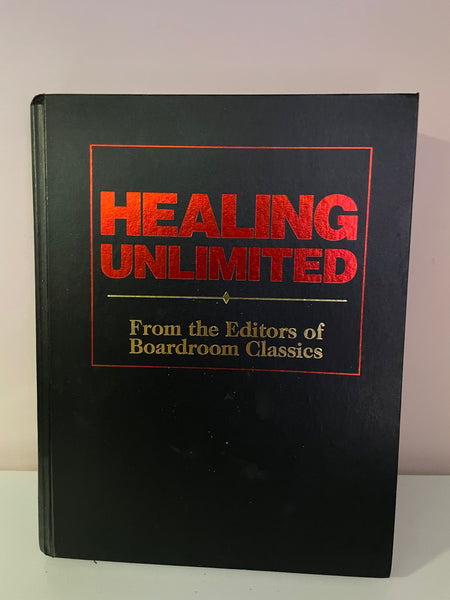 HEALING
UNLIMITED
From the Editors of
Boardroom Classics